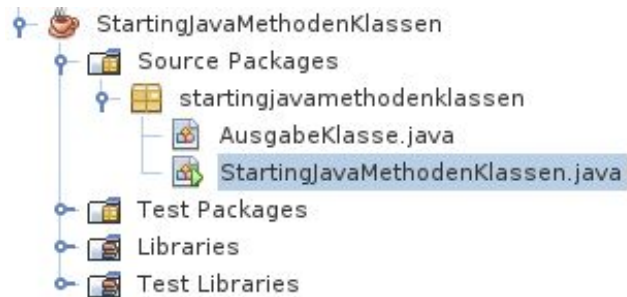 StartingJavaMethodenKlassen
Source Packages
startingjavamethodenklassen
AusgabeKlasse.java
StartingJavaMethodenKlassen.java
Test Packages
Libraries
Test Libraries